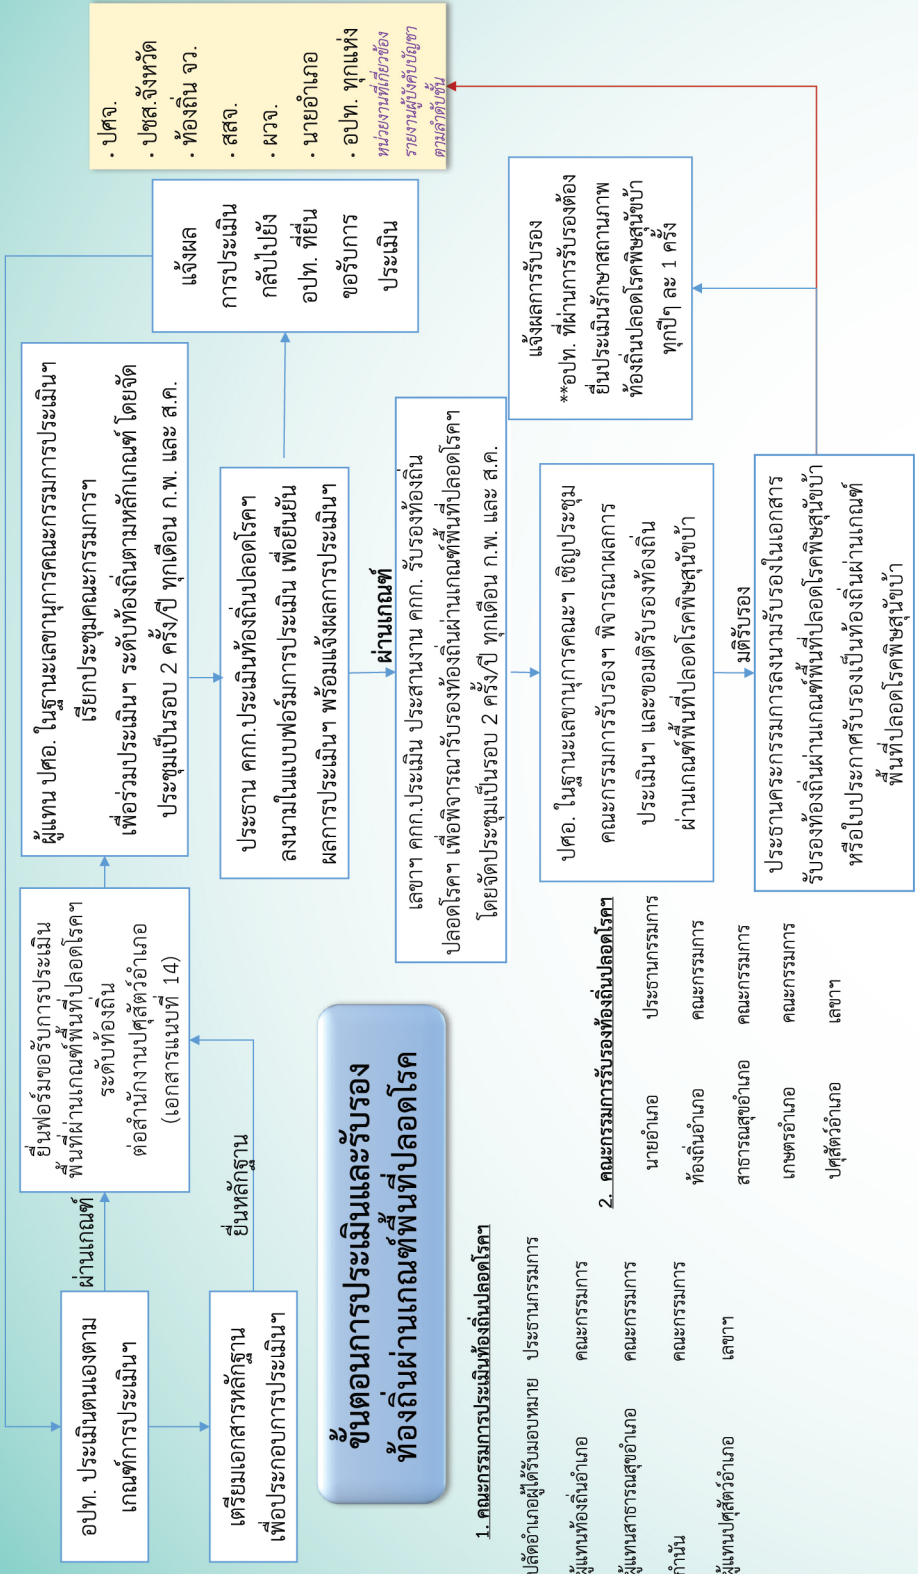 อปท. ประเมินตนเองตาม
เกณฑ์การประเมินฯ
ผ่านเกณฑ์
เตรียมเอกสารหลักฐาน
เพื่อประกอบการประเมินฯ
ยื่นหลักฐาน
ยื่นฟอร์มขอรับการประเมิน
พื้นที่ผ่านเกณฑ์พื้นที่ปลอดโรคฯ
ระดับท้องถิ่น
ต่อสำนักงานปศุสัตว์อำเภอ
(เอกสารแนบที่ 14)
ผู้แทน ปศอ. ในฐานะเลขานุการคณะกรรมการประเมินฯ
เรียกประชุมคณะกรรมการฯ
เพื่อร่วมประเมินฯ ระดับท้องถิ่นตามหลักเกณฑ์ โดยจัด
ประชุมเป็นรอบ 2 ครั้ง/ปี ทุกเดือน ก.พ. และ ส.ค.
ประธาน คกก.ประเมินท้องถิ่นปลอดโรคฯ
ลงนามในแบบฟอร์มการประเมิน เพื่อยืนยัน
ผลการประเมินฯ พร้อมแจ้งผลการประเมินฯ
แจ้งผล
การประเมิน
กลับไปยัง
อปท. ที่ยื่น
ขอรับการ
ประเมิน
• ปศจ.
• ปชส.จังหวัด
• ท้องถิ่น จว.
• สสจ.
• ผวจ.
• นายอำเภอ
• อปท. ทุกแห่ง
หน่วยงานที่เกี่ยวข้อง
รายงานผู้บังคับบัญชา
ตามลำดับชั้น
ผ่านเกณฑ์
เลขาฯ คกก.ประเมิน ประสานงาน คกก. รับรองท้องถิ่น
ปลอดโรคฯ เพื่อพิจารณารับรองท้องถิ่นผ่านเกณฑ์พื้นที่ปลอดโรคฯ
โดยจัดประชุมเป็นรอบ 2 ครั้ง/ปี ทุกเดือน ก.พ. และ ส.ค.
ปศอ. ในฐานะเลขานุการคณะฯ เชิญประชุม
คณะกรรมการรับรองฯ พิจารณาผลการ
ประเมินฯ และขอมติรับรองท้องถิ่น
ผ่านเกณฑ์พื้นที่ปลอดโรคพิษสุนัขบ้า
มติรับรอง
ประธานคระกรรมการลงนามรับรองในเอกสาร
รับรองท้องถิ่นผ่านเกณฑ์พื้นที่ปลอดโรคพิษสุนัขบ้า
หรือใบประกาศรับรองเป็นท้องถิ่นผ่านเกณฑ์
พื้นที่ปลอดโรคพิษสุนัขบ้า
แจ้งผลการรับรอง
**อปท. ที่ผ่านการรับรองต้อง
ยื่นประเมินรักษาสถานภาพ
ท้องถิ่นปลอดโรคพิษสุนัขบ้า
ทุกปีๆ ละ 1 ครั้ง
ขั้นตอนการประเมินและรับรอง
ท้องถิ่นผ่านเกณฑ์พื้นที่ปลอดโรค
1. คณะกรรมการประเมินท้องถิ่นปลอดโรคฯ
ปลัดอำเภอผู้ได้รับมอบหมาย ประธานกรรมการ
ผู้แทนท้องถิ่นอำเภอ คณะกรรมการ
ผู้แทนสาธารณสุขอำเภอ คณะกรรมการ
กำนัน คณะกรรมการ
ผู้แทนปศุสัตว์อำเภอ เลขาฯ
2. คณะกรรมการรับรองท้องถิ่นปลอดโรคฯ
นายอำเภอ ประธานกรรมการ
ท้องถิ่นอำเภอ คณะกรรมการ
สาธารณสุขอำเภอ คณะกรรมการ
เกษตรอำเภอ คณะกรรมการ
ปศุสัตว์อำเภอ เลขาฯ